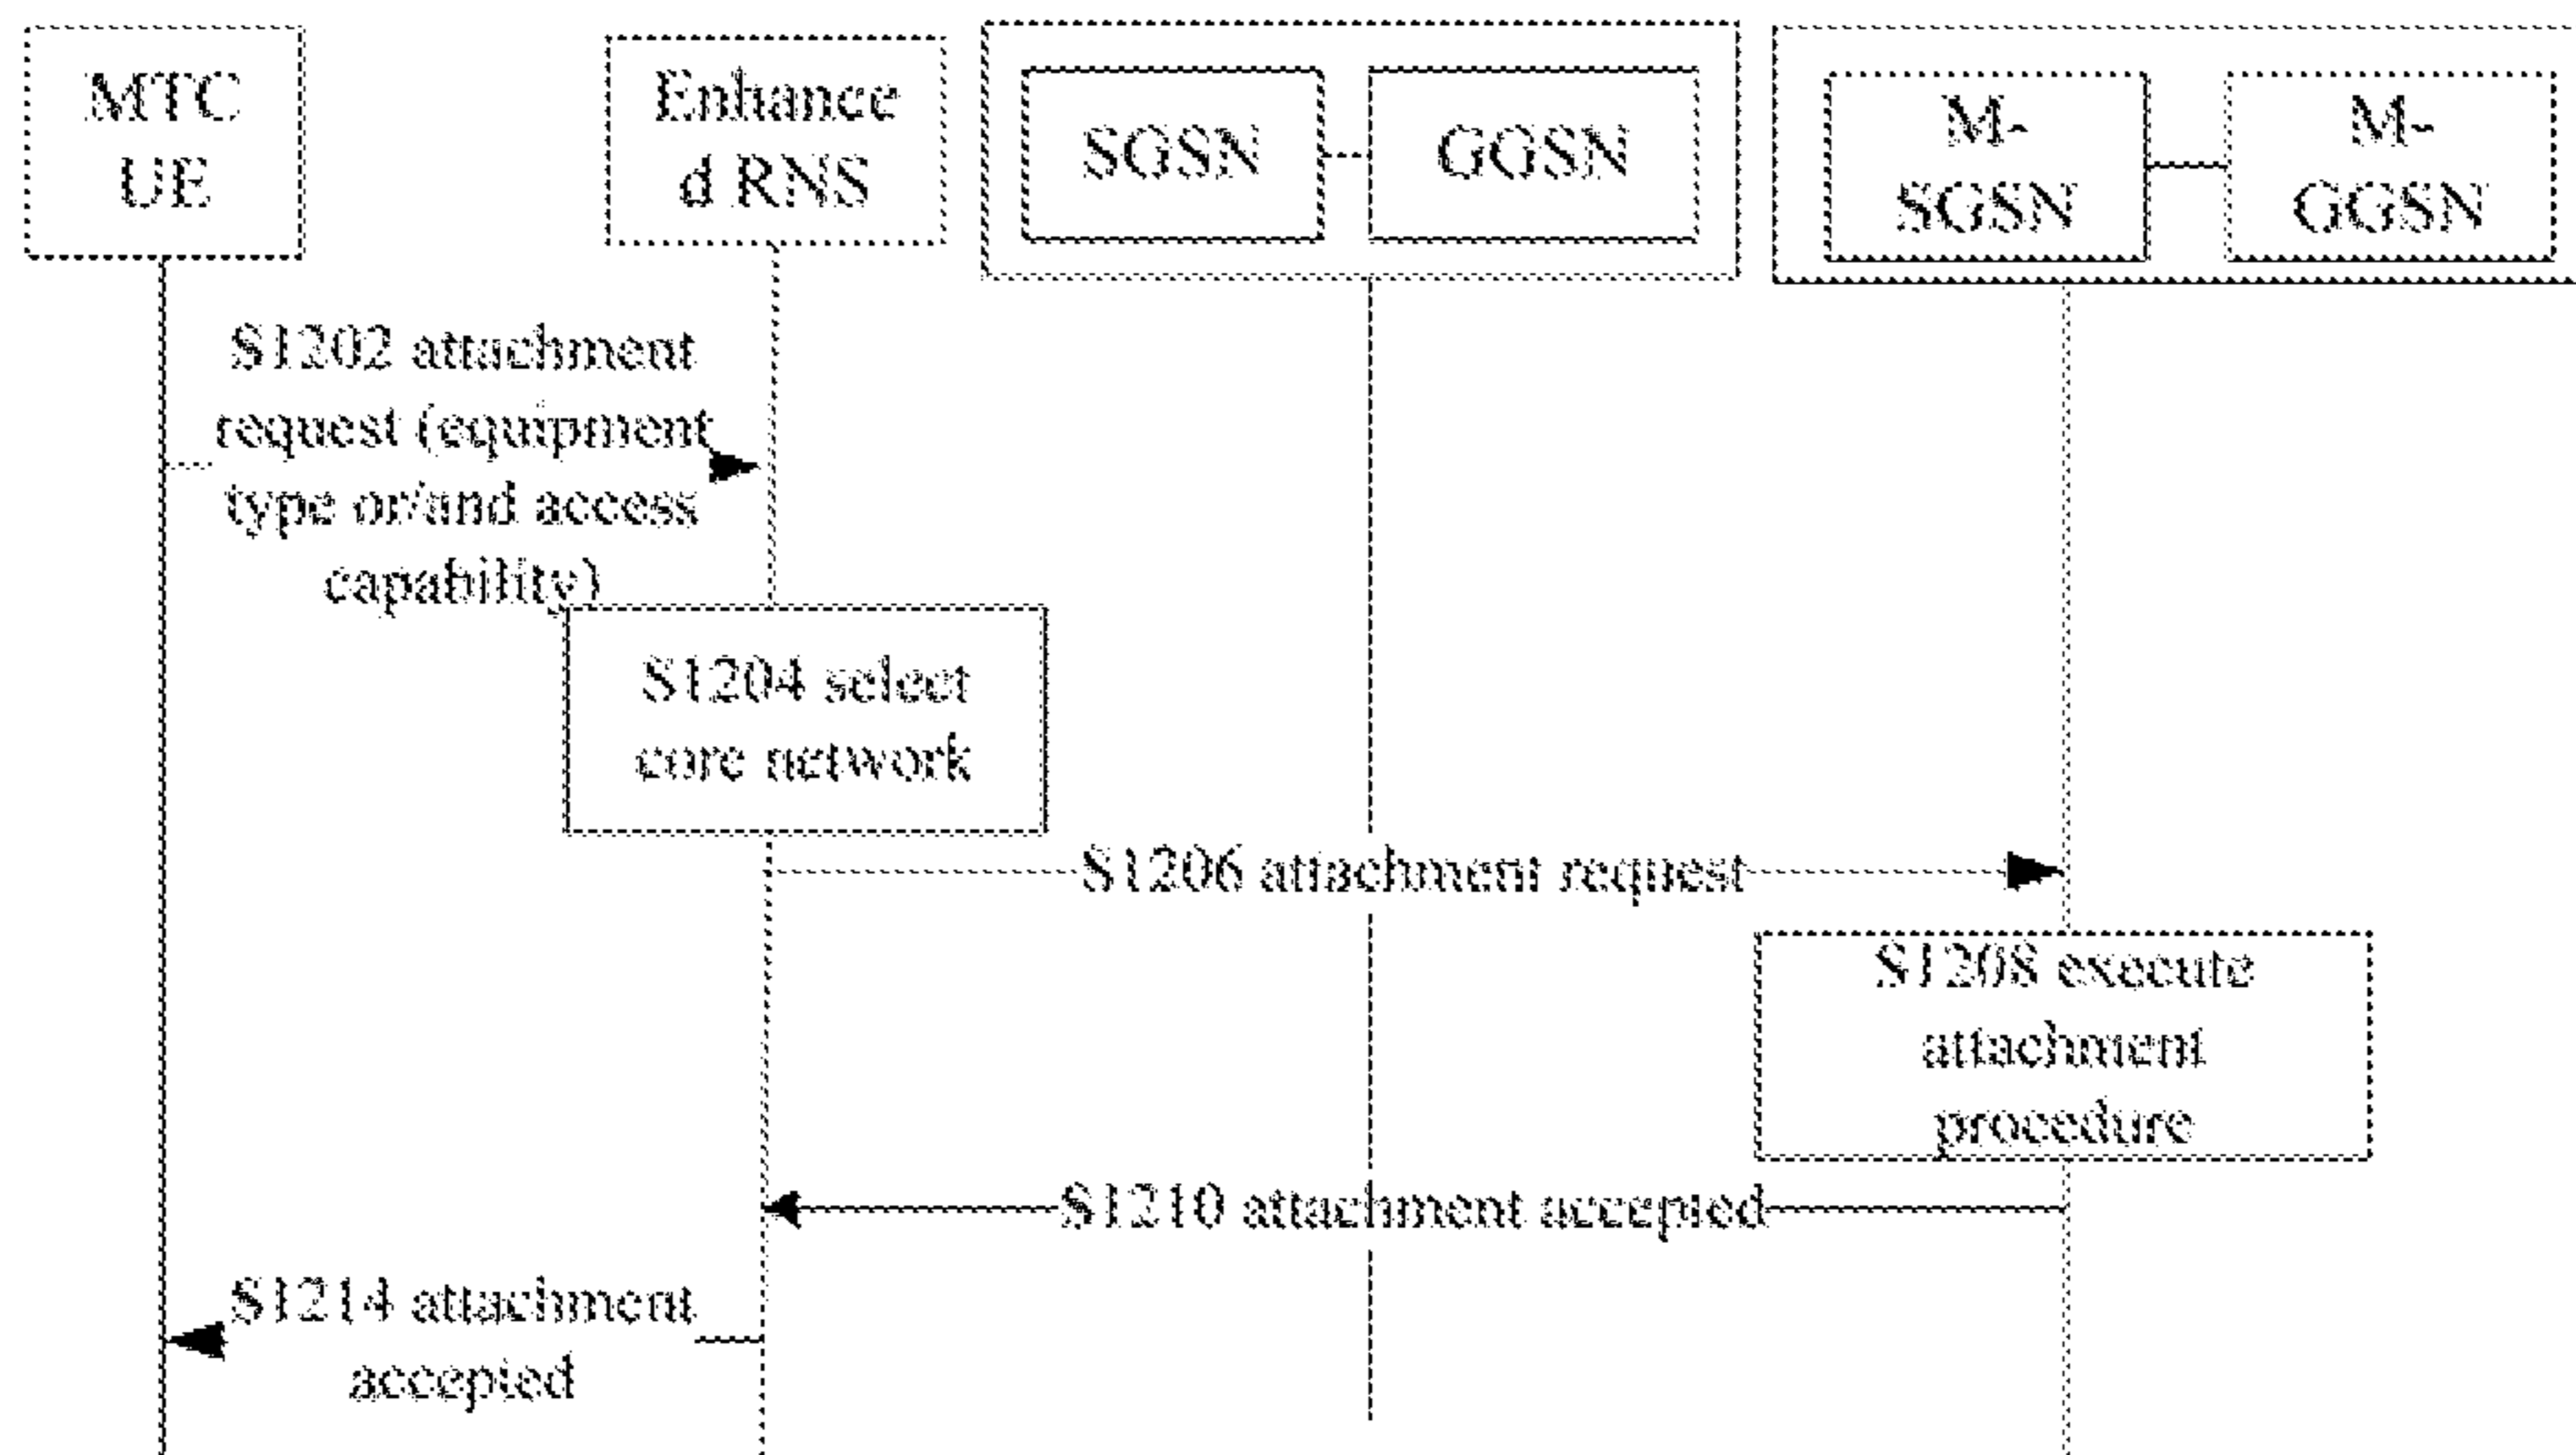 MTC
UE
Enhance
d RNS
SGSN
GGSN
M-
SGSN
M-
GGSN
S1202 attachment
request (equipment
type or/and access
capability)
S1204 select
core network
S1206 attachment request
S1208 execute
attachment
procedure
S1210 attachment accepted
S1214 attachment
accepted